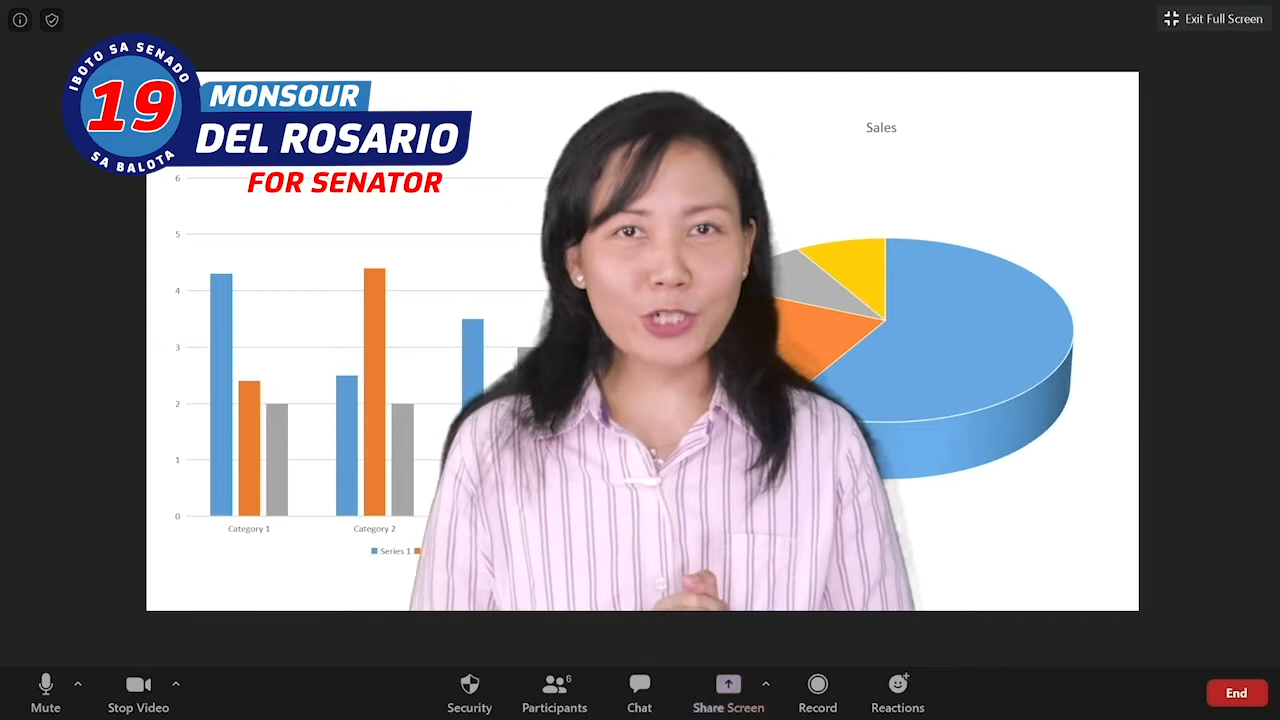 Exit Full Screen
IBOTO SA SENADO
19
SA BALOTA
MONSOUR
DEL ROSARIO
FOR SENATOR
Sales
6
5
4
3
2
1
0
Category 1
Category 2
Series 1
Mute
Stop Video
Security
6
Participants
Chat
Share Screen
Record
Reactions
End